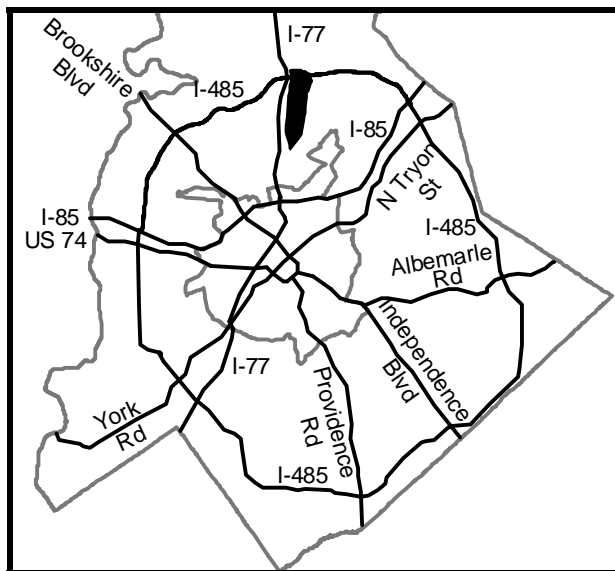 I-77
Brookshire
Blvd
I-485
I-85
N Tryon
St
I-85
US 74
I-485
Albemarle
Rd
Independence
Blvd
I-77
York
Rd
Providence
Rd
I-485